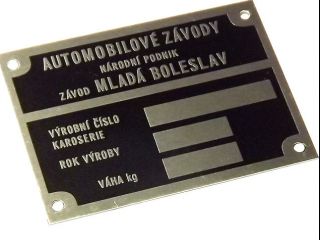 AUTOMOBILOVÉ ZÁVODY
NÁRODNÍ PODNIK
ZÁVOD MLADÁ BOLESLAV
VÝROBNÍ ČÍSLO
KAROSERIE
ROK VÝROBY
VÁHA kg